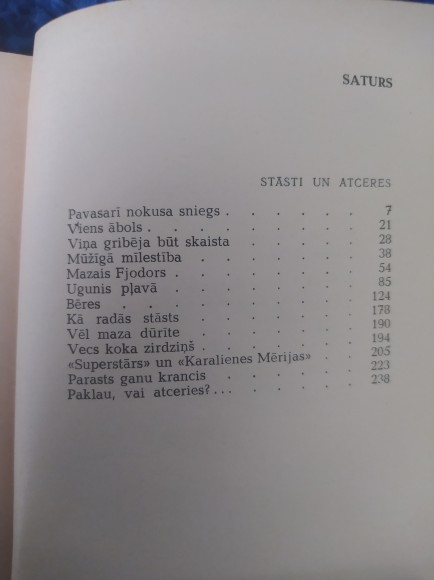 SATURS
STĀSTI UN ATCERES
Pavasarī nokusa sniegs . . . . . . 7
Viens ābols . . . . . . . . 21
Viņa gribēja būt skaista . . . . . 28
Mūžīgā mīlestība . . . . . . . 38
Mazais Fjodors . . . . . . . 54
Ugunis pļavā . . . . . . . 85
Bēres . . . . . . . . 124
Kā radās stāsts . . . . . . . 178
Vēl maza dūrīte . . . . . . . 190
Vecs koka zirdziņš . . . . . . 194
«Superstārs» un «Karalienes Mērijas» . . 205
Parasts ganu krancis . . . . . . 223
Paklau, vai atceries? . . . . . . . 238